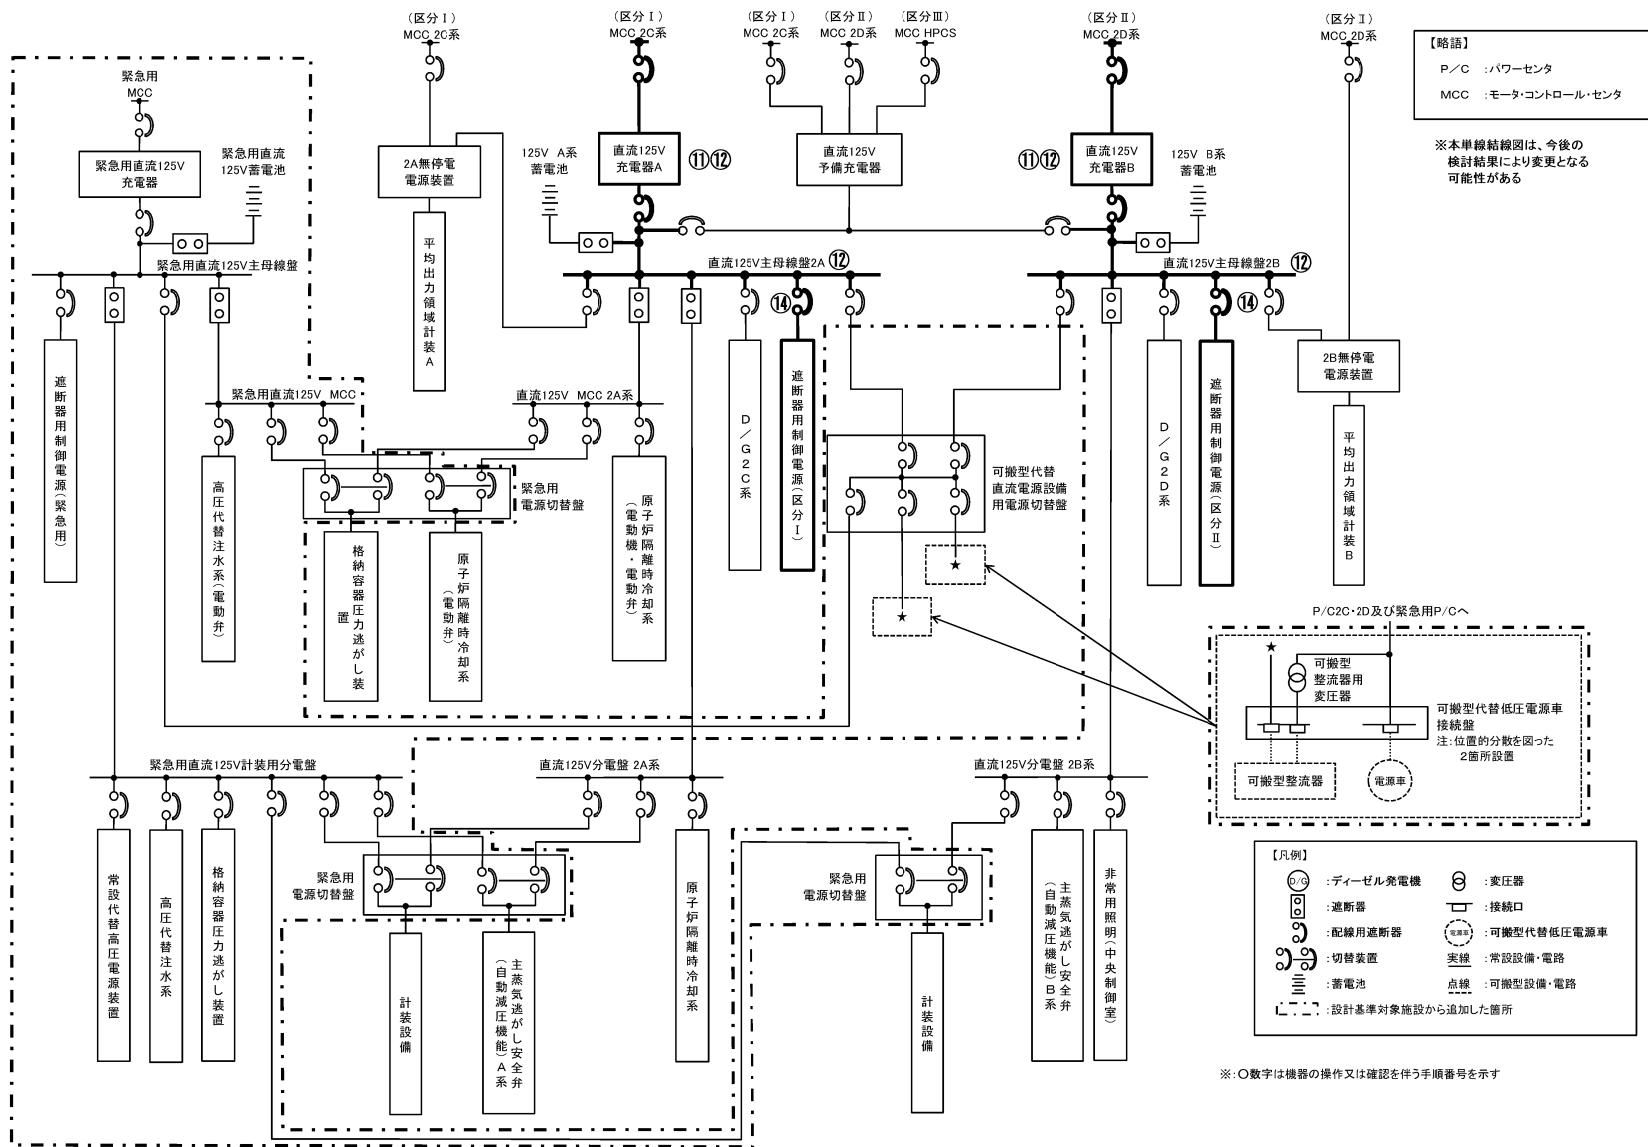 (区分Ⅰ)
MCC 2C系
(区分Ⅰ)
MCC 2C系
(区分Ⅰ)
MCC 2C系
(区分Ⅱ)
MCC 2D系
(区分Ⅲ)
MCC HPCS
(区分Ⅱ)
MCC 2D系
(区分Ⅱ)
MCC 2D系
【略語】
P/C :パワーセンタ
MCC :モータ・コントロール・センタ
※本単線結線図は、今後の
検討結果により変更となる
可能性がある
緊急用
MCC
緊急用直流125V
充電器
緊急用直流
125V蓄電池
2A無停電
電源装置
125V A系
蓄電池
直流125V
充電器A
⑪⑫
直流125V
予備充電器
⑪⑫
直流125V
充電器B
125V B系
蓄電池
緊急用直流125V主母線盤
平均出力領域計装A
直流125V主母線盤2A
⑫
直流125V主母線盤2B
⑫
⑭
⑭
遮断器用制御電源(緊急用)
緊急用直流125V MCC
直流125V MCC 2A系
D/G2C系
遮断器用制御電源(区分Ⅰ)
D/G2D系
遮断器用制御電源(区分Ⅱ)
2B無停電
電源装置
平均出力領域計装B
高圧代替注水系(電動弁)
緊急用
電源切替盤
格納容器圧力逃がし装
置
原子炉隔離時冷却系
(電動弁)
原子炉隔離時冷却系
(電動機・電動弁)
可搬型代替
直流電源設備
用電源切替盤
★
★
P/C2C・2D及び緊急用P/Cへ
★
可搬型
整流器用
変圧器
可搬型代替低圧電源車
接続盤
注:位置的分散を図った
2箇所設置
可搬型整流器
電源車
緊急用直流125V計装用分電盤
直流125V分電盤 2A系
直流125V分電盤 2B系
常設代替高圧電源装置
高圧代替注水系
格納容器圧力逃がし装置
緊急用
電源切替盤
計装設備
主蒸気逃がし安全弁
(自動減圧機能)A系
原子炉隔離時冷却系
緊急用
電源切替盤
計装設備
主蒸気逃がし安全弁
(自動減圧機能)B系
非常用照明(中央制御室)
【凡例】
D/G :ディーゼル発電機
:変圧器
:遮断器
:接続口
:配線用遮断器
電源車 :可搬型代替低圧電源車
:切替装置
実線 :常設設備・電路
:蓄電池
点線 :可搬型設備・電路
:設計基準対象施設から追加した箇所
※:○数字は機器の操作又は確認を伴う手順番号を示す